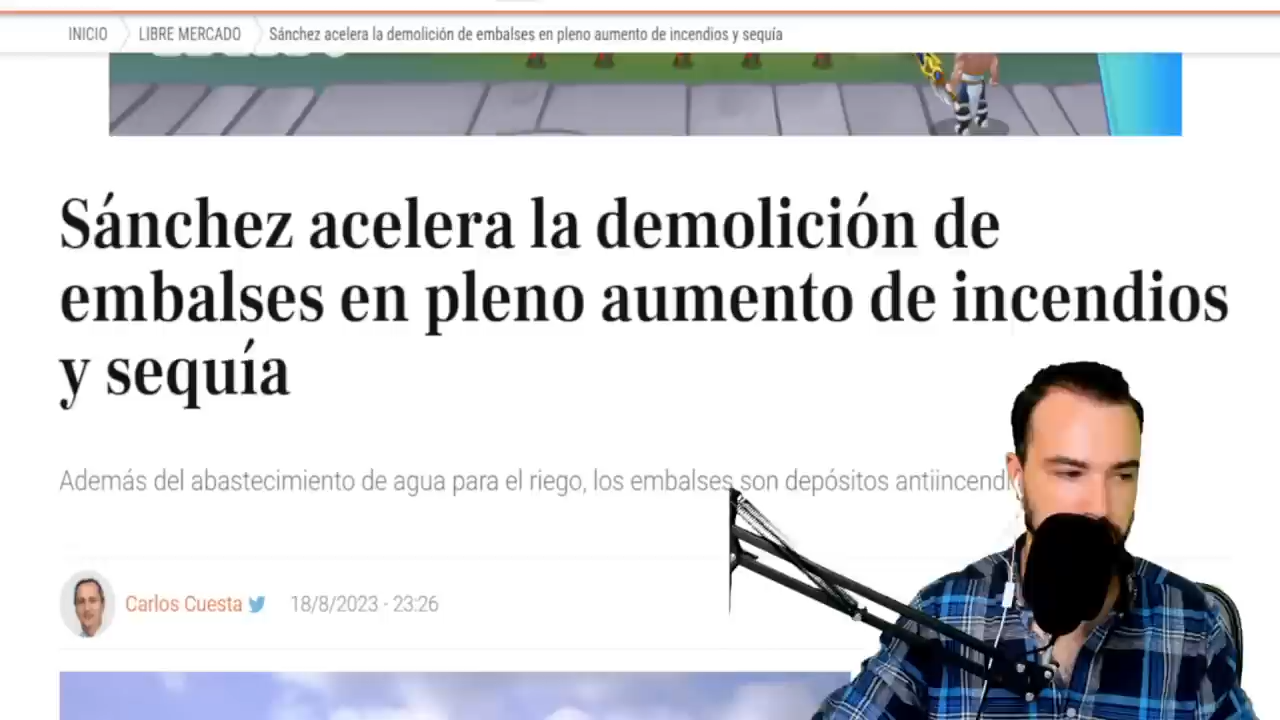 INICIO LIBRE MERCADO Sánchez acelera la demolición de embalses en pleno aumento de incendios y sequía
Sánchez acelera la demolición de
embalses en pleno aumento de incendios
y sequía
Además del abastecimiento de agua para el riego, los embalses son depósitos
Carlos Cuesta 18/8/2023 - 23:26